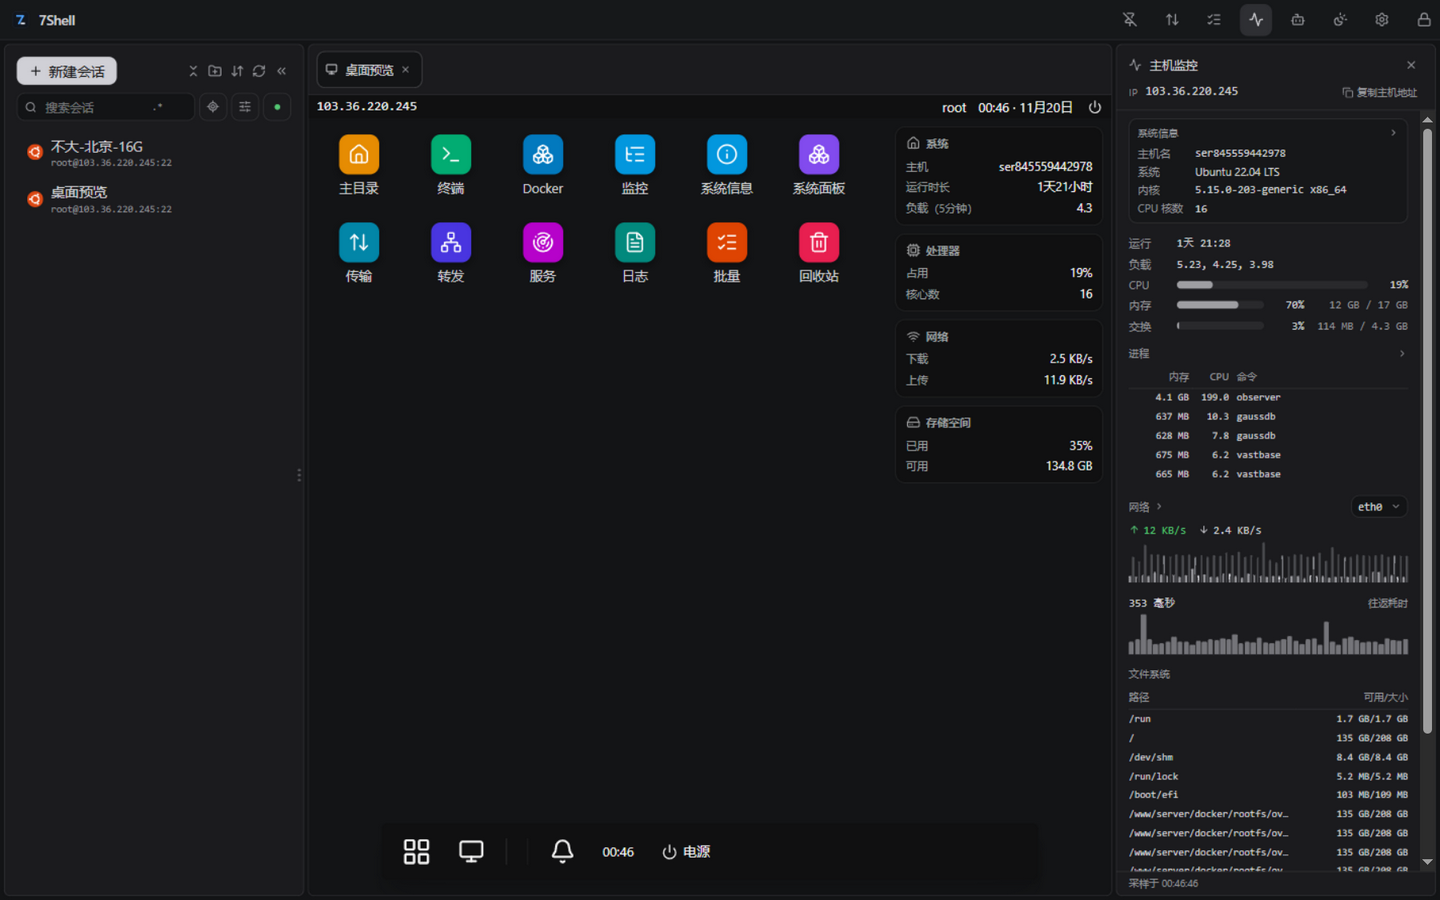 7Shell
新建会话
搜索会话
.*
不大-北京-16G
root@103.36.220.245:22
桌面预览
root@103.36.220.245:22
桌面预览
103.36.220.245
root 00:46 · 11月20日
主目录
终端
Docker
监控
系统信息
系统面板
传输
转发
服务
日志
批量
回收站
系统
主机 ser845559442978
运行时长 1天21小时
负载 (5分钟) 4.3
处理器
占用 19%
核心数 16
网络
下载 2.5 KB/s
上传 11.9 KB/s
存储空间
已用 35%
可用 134.8 GB
00:46
电源
主机监控
IP 103.36.220.245 复制主机地址
系统信息
主机名 ser845559442978
系统 Ubuntu 22.04 LTS
内核 5.15.0-203-generic x86_64
CPU 核数 16
运行 1天 21:28
负载 5.23, 4.25, 3.98
CPU 19%
内存 70% 12 GB / 17 GB
交换 3% 114 MB / 4.3 GB
进程
内存 CPU 命令
4.1 GB 199.0 observer
637 MB 10.3 gaussdb
628 MB 7.8 gaussdb
675 MB 6.2 vastbase
665 MB 6.2 vastbase
网络 eth0
↑ 12 KB/s ↓ 2.4 KB/s
353 毫秒 往返耗时
文件系统
路径 可用/大小
/run 1.7 GB/1.7 GB
/ 135 GB/208 GB
/dev/shm 8.4 GB/8.4 GB
/run/lock 5.2 MB/5.2 MB
/boot/efi 103 MB/109 MB
/www/server/docker/rootfs/ov… 135 GB/208 GB
/www/server/docker/rootfs/ov… 135 GB/208 GB
/www/server/docker/rootfs/ov… 135 GB/208 GB
/www/server/docker/rootfs/ov… 135 GB/208 GB
采样于 00:46:46